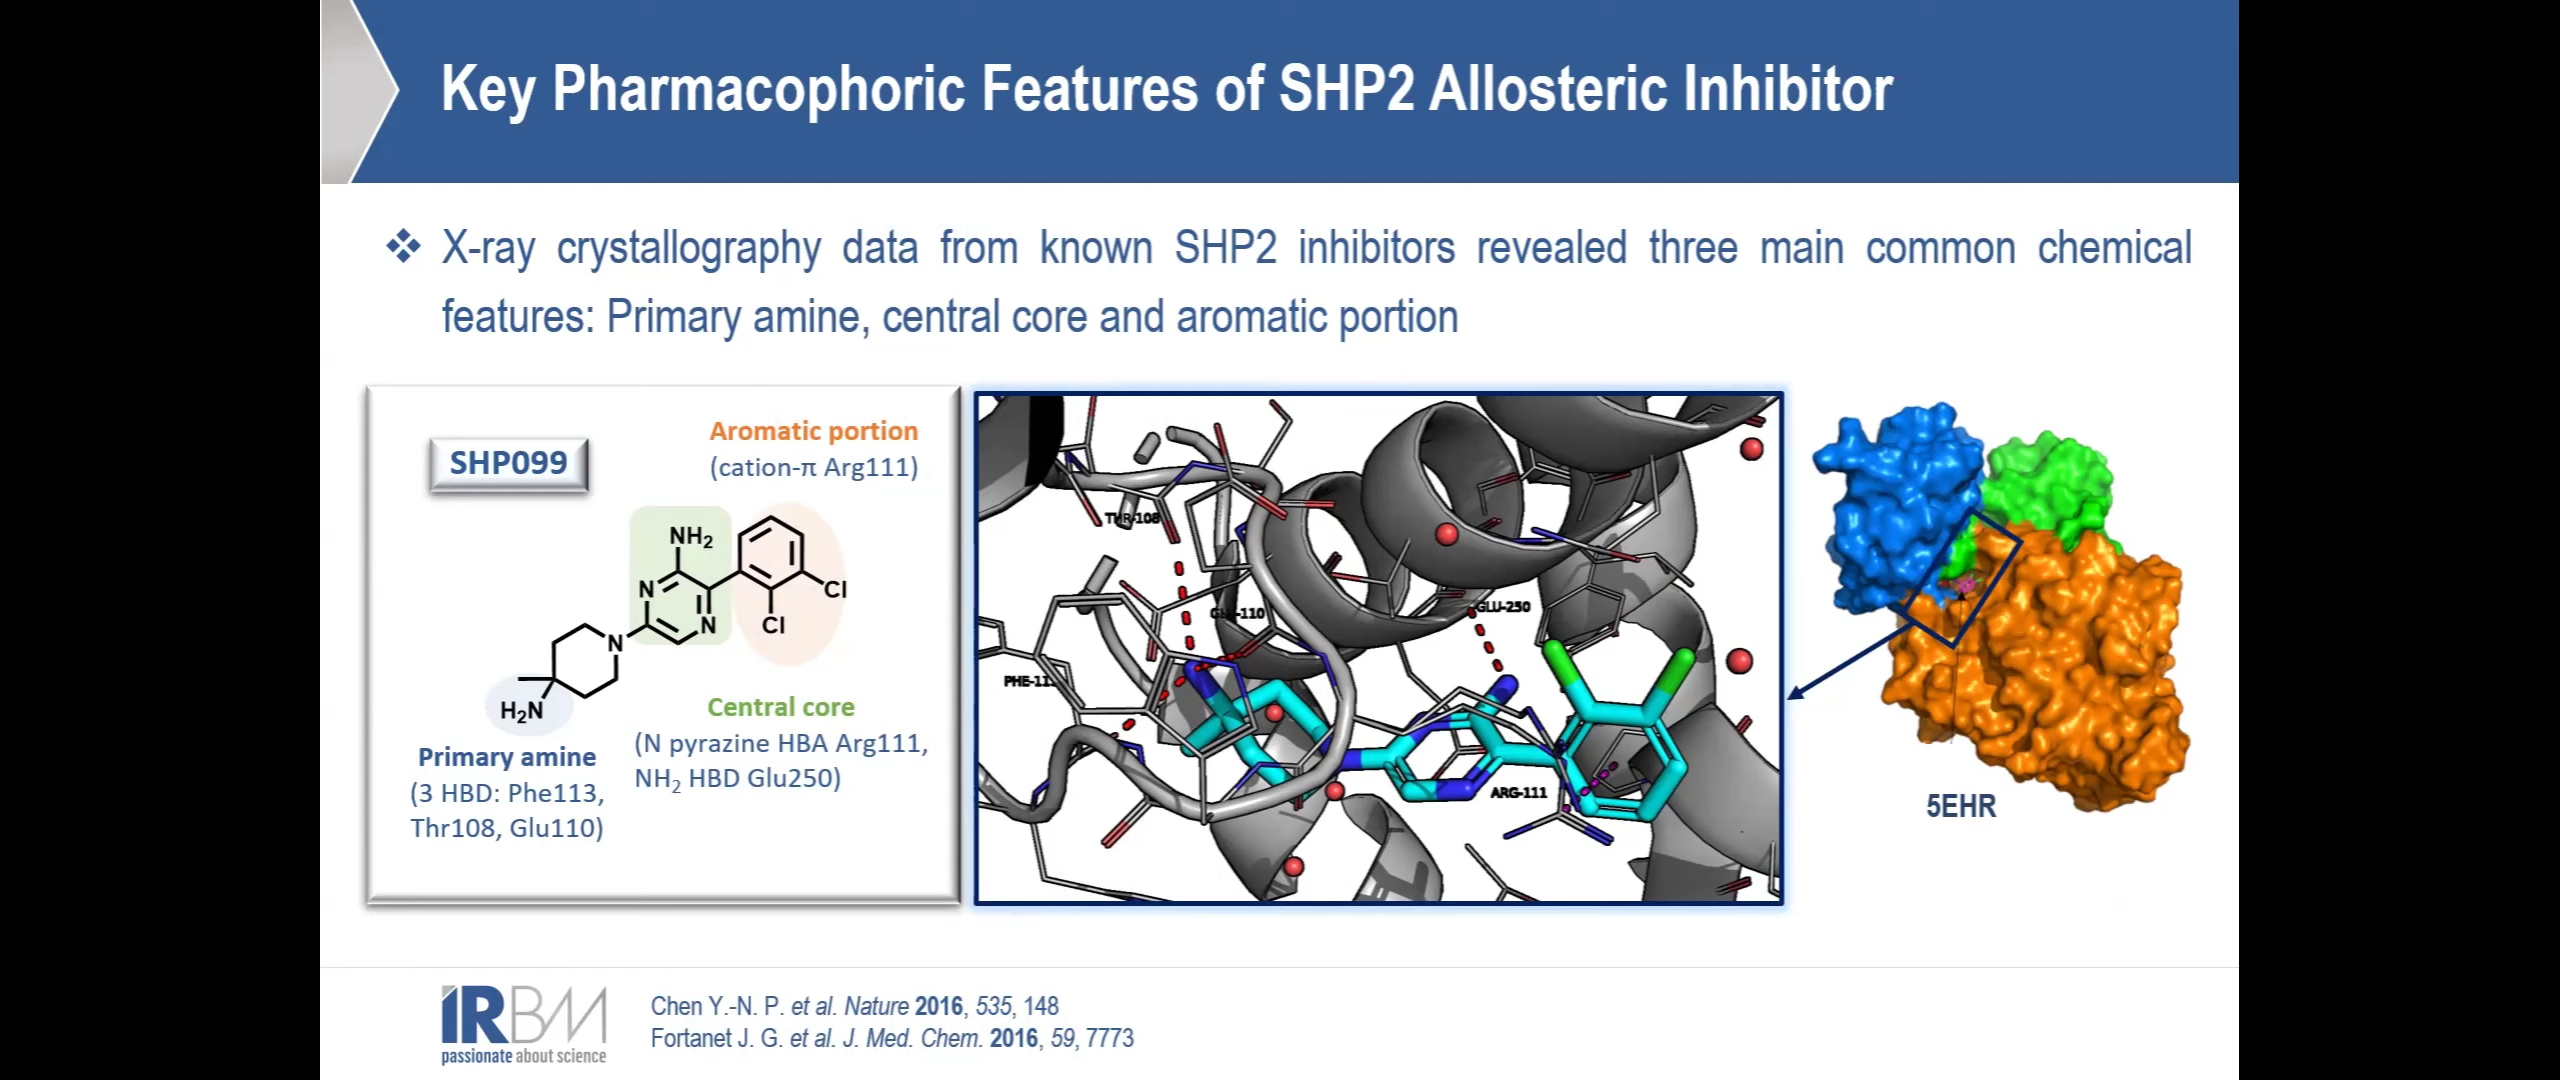 Key Pharmacophoric Features of SHP2 Allosteric Inhibitor
❖ X-ray crystallography data from known SHP2 inhibitors revealed three main common chemical
features: Primary amine, central core and aromatic portion
SHP099
Aromatic portion
(cation-π Arg111)
NH₂
N
N
N
Cl
Cl
H₂N
Primary amine
(3 HBD: Phe113,
Thr108, Glu110)
Central core
(N pyrazine HBA Arg111,
NH₂ HBD Glu250)
THR-108
GLU-250
ARG-111
5EHR
IRBM
passionate about science
Chen Y.-N. P. et al. Nature 2016, 535, 148
Fortanet J. G. et al. J. Med. Chem. 2016, 59, 7773